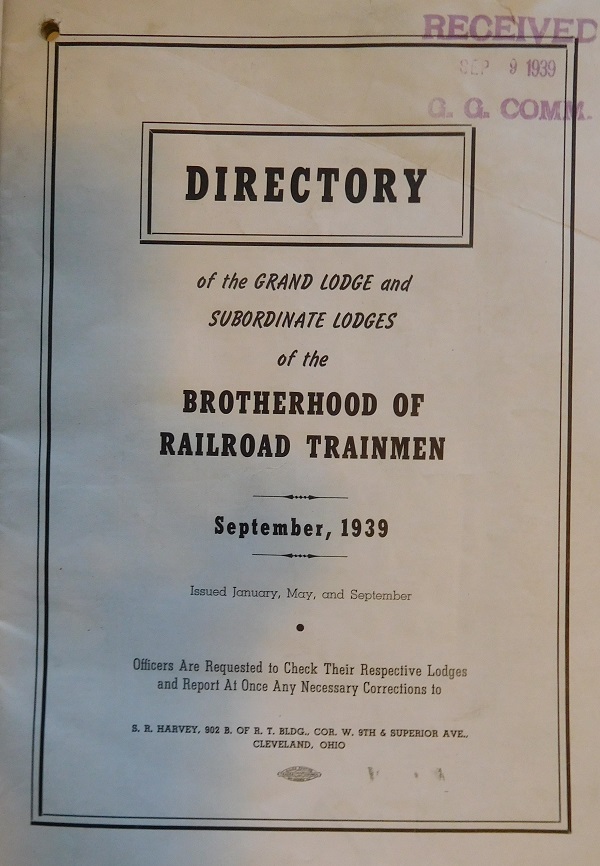 RECEIVED
SEP 9 1939
G. G. COMM.
DIRECTORY
of the GRAND LODGE and
SUBORDINATE LODGES
of the
BROTHERHOOD OF
RAILROAD TRAINMEN
September, 1939
Issued January, May, and September
Officers Are Requested to Check Their Respective Lodges
and Report At Once Any Necessary Corrections to
S. R. HARVEY, 902 B. OF R. T. BLDG., COR. W. 9TH & SUPERIOR AVE.,
CLEVELAND, OHIO